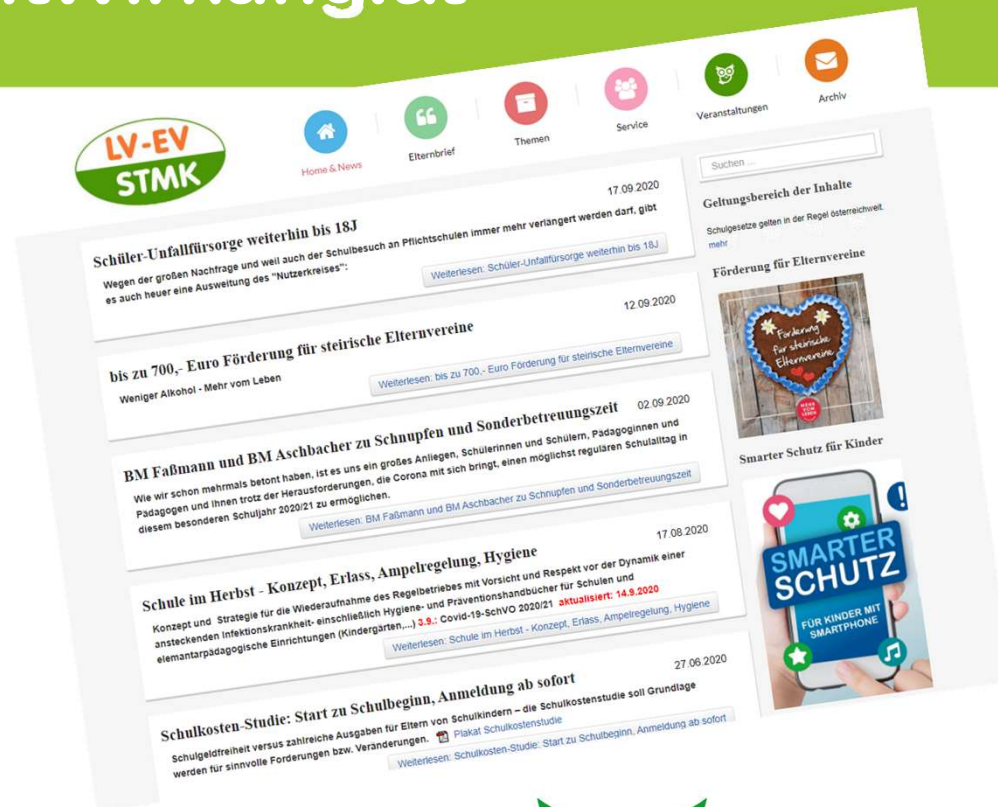 LV-EV
STMK
Home & News
Elternbrief
Themen
Service
Veranstaltungen
Archiv
Schüler-Unfallfürsorge weiterhin bis 18J
17.09.2020
Wegen der großen Nachfrage und weil auch der Schulbesuch an Pflichtschulen immer mehr verlängert werden darf, gibt
es auch heuer eine Ausweitung des "Nutzerkreises":
Weiterlesen: Schüler-Unfallfürsorge weiterhin bis 18J
bis zu 700,- Euro Förderung für steirische Elternvereine
12.09.2020
Weniger Alkohol - Mehr vom Leben
Weiterlesen: bis zu 700,- Euro Förderung für steirische Elternvereine
BM Faßmann und BM Aschbacher zu Schnupfen und Sonderbetreuungszeit
02.09.2020
Wie wir schon mehrmals betont haben, ist es uns ein großes Anliegen, Schülerinnen und Schülern, Pädagoginnen und
Pädagogen und Ihnen trotz der Herausforderungen, die Corona mit sich bringt, einen möglichst regulären Schulalltag in
diesem besonderen Schuljahr 2020/21 zu ermöglichen.
Weiterlesen: BM Faßmann und BM Aschbacher zu Schnupfen und Sonderbetreuungszeit
Schule im Herbst - Konzept, Erlass, Ampelregelung, Hygiene
17.08.2020
Konzept und Strategie für die Wiederaufnahme des Regelbetriebes mit Vorsicht und Respekt vor der Dynamik einer
ansteckenden Infektionskrankheit- einschließlich Hygiene- und Präventionshandbücher für Schulen und
elemantarpädagogische Einrichtungen (Kindergärten,...) 3.9.: Covid-19-SchVO 2020/21 aktualisiert: 14.9.2020
Weiterlesen: Schule im Herbst - Konzept, Erlass, Ampelregelung, Hygiene
Schulkosten-Studie: Start zu Schulbeginn, Anmeldung ab sofort
27.06.2020
Schulgeldfreiheit versus zahlreiche Ausgaben für Eltern von Schulkindern – die Schulkostenstudie soll Grundlage
werden für sinnvolle Forderungen bzw. Veränderungen. Plakat Schulkostenstudie
Weiterlesen: Schulkosten-Studie: Start zu Schulbeginn, Anmeldung ab sofort
Suchen ...
Geltungsbereich der Inhalte
Schulgesetze gelten in der Regel österreichweit.
mehr
Förderung für Elternvereine
Förderung
für steirische
Elternvereine
MEHR
VOM
LEBEN
Smarter Schutz für Kinder
SMARTER
SCHUTZ
FÜR KINDER MIT
SMARTPHONE